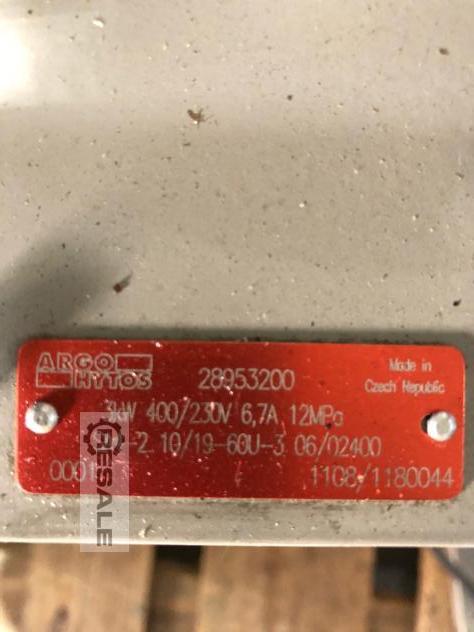 ARGO
HYTOS
28953200
Made in
Czech Republic
3kW 400/230V 6,7A 12MPa
-2.10/19-60U-3.06/02400
0001
1108/1180044
RESALE